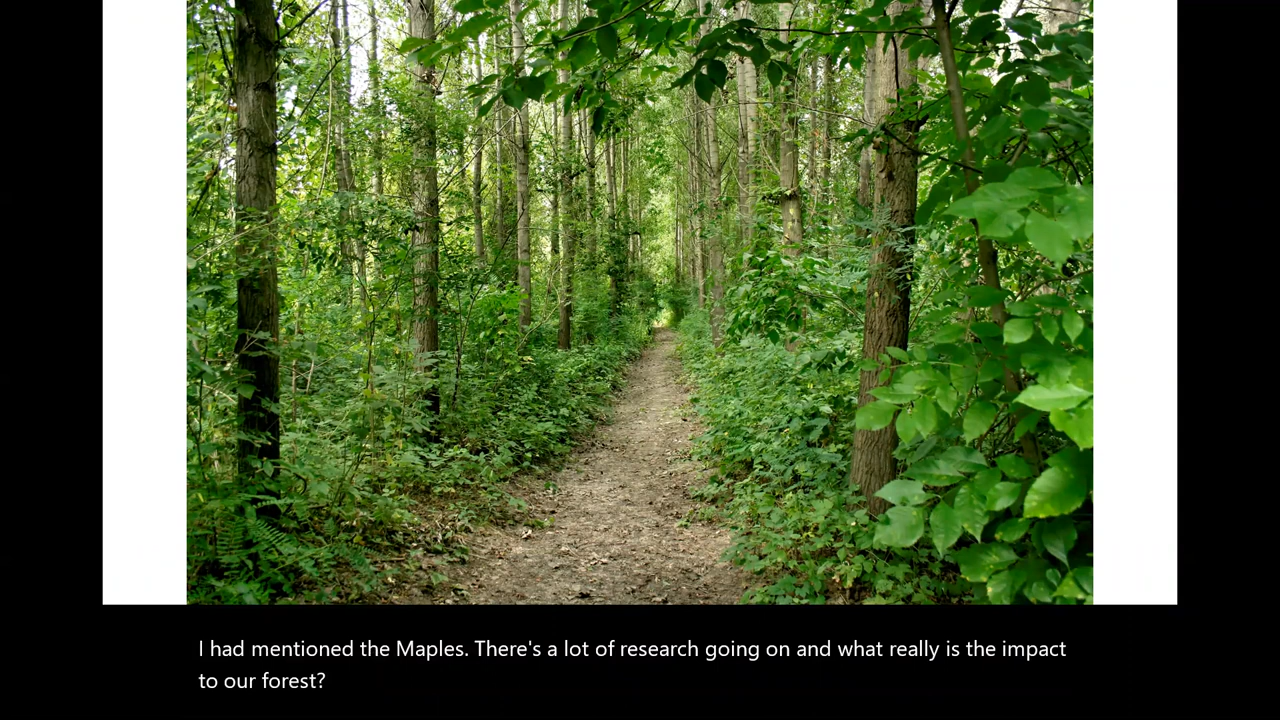 I had mentioned the Maples. There's a lot of research going on and what really is the impact
to our forest?